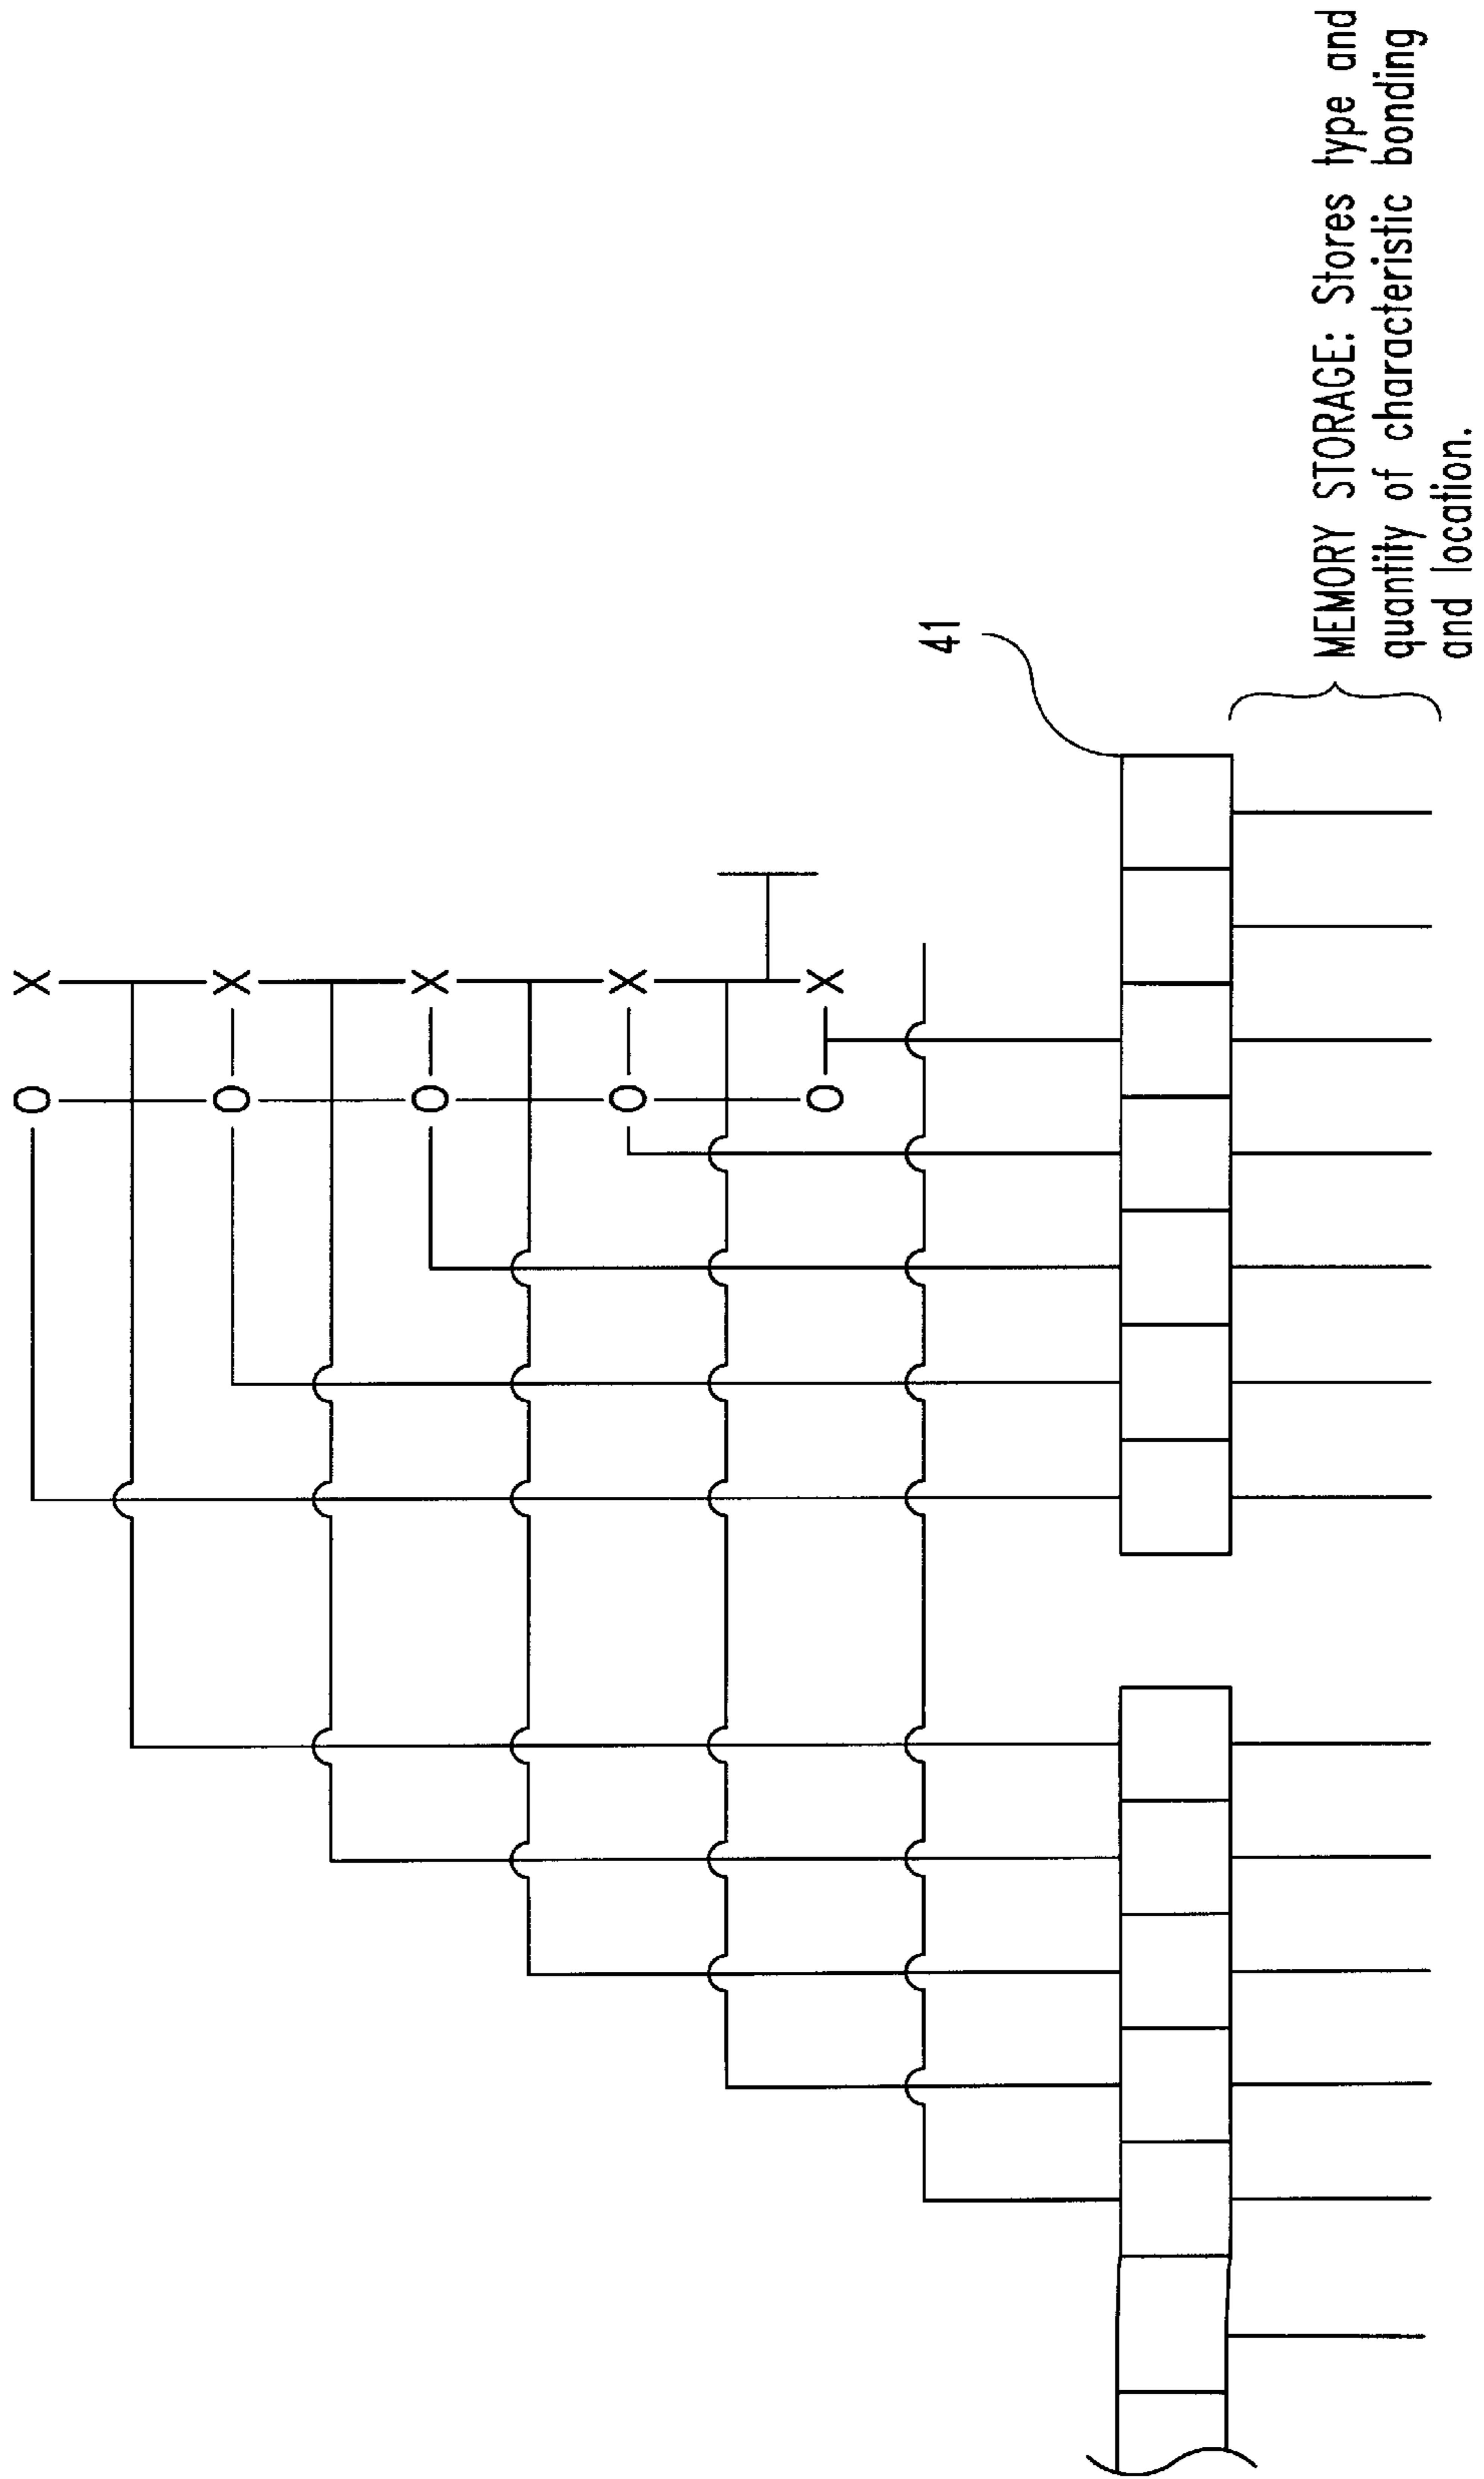 X
X
X
X
X
O
O
O
O
O
41
MEMORY STORAGE: Stores type and
quantity of characteristic bonding
and location.